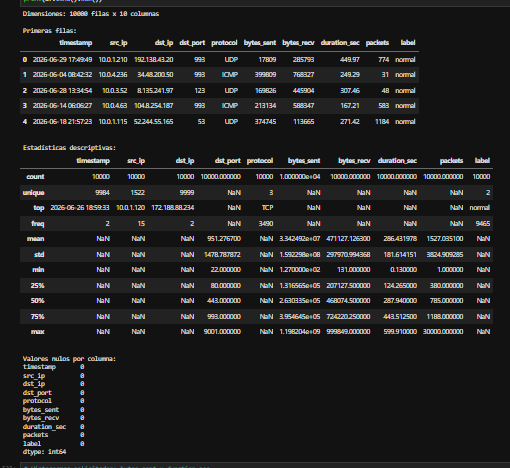 Dimensiones: 10000 filas x 10 columnas
Primeras filas:
timestamp src_ip dst_ip dst_port protocol bytes_sent bytes_recv duration_sec packets label
0 2026-06-29 17:49:49 10.0.1.210 192.138.43.20 993 UDP 17809 285793 449.97 774 normal
1 2026-06-04 08:42:32 10.0.4.236 34.48.200.50 993 ICMP 399809 768327 249.29 31 normal
2 2026-06-28 13:34:54 10.0.3.52 8.135.241.97 123 UDP 169826 445904 307.46 48 normal
3 2026-06-14 06:06:27 10.0.4.63 104.8.254.187 993 ICMP 213134 588347 167.21 583 normal
4 2026-06-18 21:57:23 10.0.1.115 52.244.55.165 53 UDP 374745 113665 271.42 1184 normal
Estadísticas descriptivas:
timestamp src_ip dst_ip dst_port protocol bytes_sent bytes_recv duration_sec packets label
count 10000 10000 10000 10000.000000 10000 1.000000e+04 10000.000000 10000.000000 10000.000000 10000
unique 9984 1522 9999 NaN 3 NaN NaN NaN NaN 2
top 2026-06-26 18:59:33 10.0.1.120 172.188.88.234 NaN TCP NaN NaN NaN NaN normal
freq 2 15 2 NaN 3490 NaN NaN NaN NaN 9465
mean NaN NaN NaN 951.276700 NaN 3.342492e+07 471127.126300 286.431978 1527.035100 NaN
std NaN NaN NaN 1478.787872 NaN 1.592298e+08 297970.994368 181.614151 3824.909285 NaN
min NaN NaN NaN 22.000000 NaN 1.270000e+02 131.000000 0.130000 1.000000 NaN
25% NaN NaN NaN 80.000000 NaN 1.316565e+05 207127.500000 124.265000 380.000000 NaN
50% NaN NaN NaN 443.000000 NaN 2.630335e+05 468074.500000 287.940000 785.000000 NaN
75% NaN NaN NaN 993.000000 NaN 3.954645e+05 724220.250000 443.512500 1188.000000 NaN
max NaN NaN NaN 9001.000000 NaN 1.198204e+09 999849.000000 599.910000 30000.000000 NaN
Valores nulos por columna:
timestamp 0
src_ip 0
dst_ip 0
dst_port 0
protocol 0
bytes_sent 0
bytes_recv 0
duration_sec 0
packets 0
label 0
dtype: int64